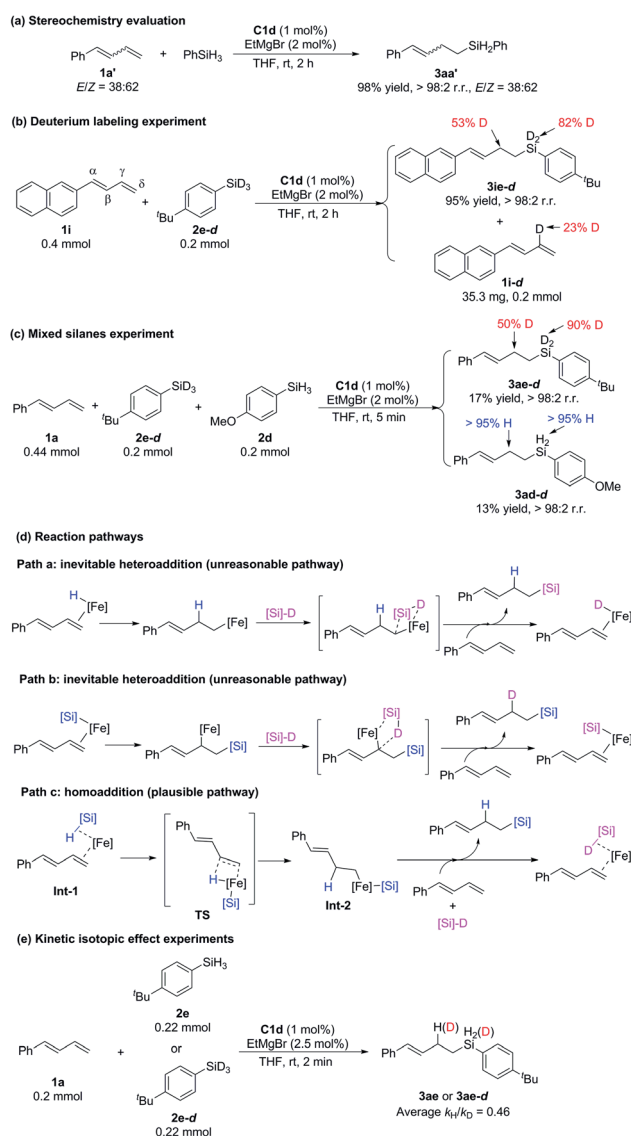 (a) Stereochemistry evaluation
Ph
1a'
E/Z = 38:62
+
PhSiH3
C1d (1 mol%)
EtMgBr (2 mol%)
THF, rt, 2 h
Ph
SiH2Ph
3aa'
98% yield, > 98:2 r.r., E/Z = 38:62
(b) Deuterium labeling experiment
α
β
γ
δ
1i
0.4 mmol
+
SiD3
tBu
2e-d
0.2 mmol
C1d (1 mol%)
EtMgBr (2 mol%)
THF, rt, 2 h
53% D
D2
Si
82% D
tBu
3ie-d
95% yield, > 98:2 r.r.
+
D
23% D
1i-d
35.3 mg, 0.2 mmol
(c) Mixed silanes experiment
Ph
1a
0.44 mmol
+
SiD3
tBu
2e-d
0.2 mmol
+
SiH3
MeO
2d
0.2 mmol
C1d (1 mol%)
EtMgBr (2 mol%)
THF, rt, 5 min
50% D
90% D
D2
Si
Ph
tBu
3ae-d
17% yield, > 98:2 r.r.
> 95% H
> 95% H
H2
Si
Ph
OMe
3ad-d
13% yield, > 98:2 r.r.
(d) Reaction pathways
Path a: inevitable heteroaddition (unreasonable pathway)
H
[Fe]
Ph
H
[Fe]
Ph
[Si]-D
H
[Si]
D
[Fe]
Ph
H
[Si]
Ph
Ph
D
[Fe]
Ph
Path b: inevitable heteroaddition (unreasonable pathway)
[Si]
[Fe]
Ph
[Fe]
[Si]
Ph
[Si]-D
[Si]
[Fe]
D
[Si]
Ph
D
[Si]
Ph
Ph
[Si]
[Fe]
Ph
Path c: homoaddition (plausible pathway)
[Si]
H
[Fe]
Ph
Int-1
Ph
H
[Fe]
[Si]
TS
Ph
H
[Fe]
[Si]
Int-2
H
[Si]
Ph
Ph
+
[Si]-D
[Si]
D
[Fe]
Ph
(e) Kinetic isotopic effect experiments
Ph
1a
0.2 mmol
+
SiH3
tBu
2e
0.22 mmol
or
SiD3
tBu
2e-d
0.22 mmol
C1d (1 mol%)
EtMgBr (2.5 mol%)
THF, rt, 2 min
H(D)
H2(D)
Si
Ph
tBu
3ae or 3ae-d
Average kH/kD = 0.46